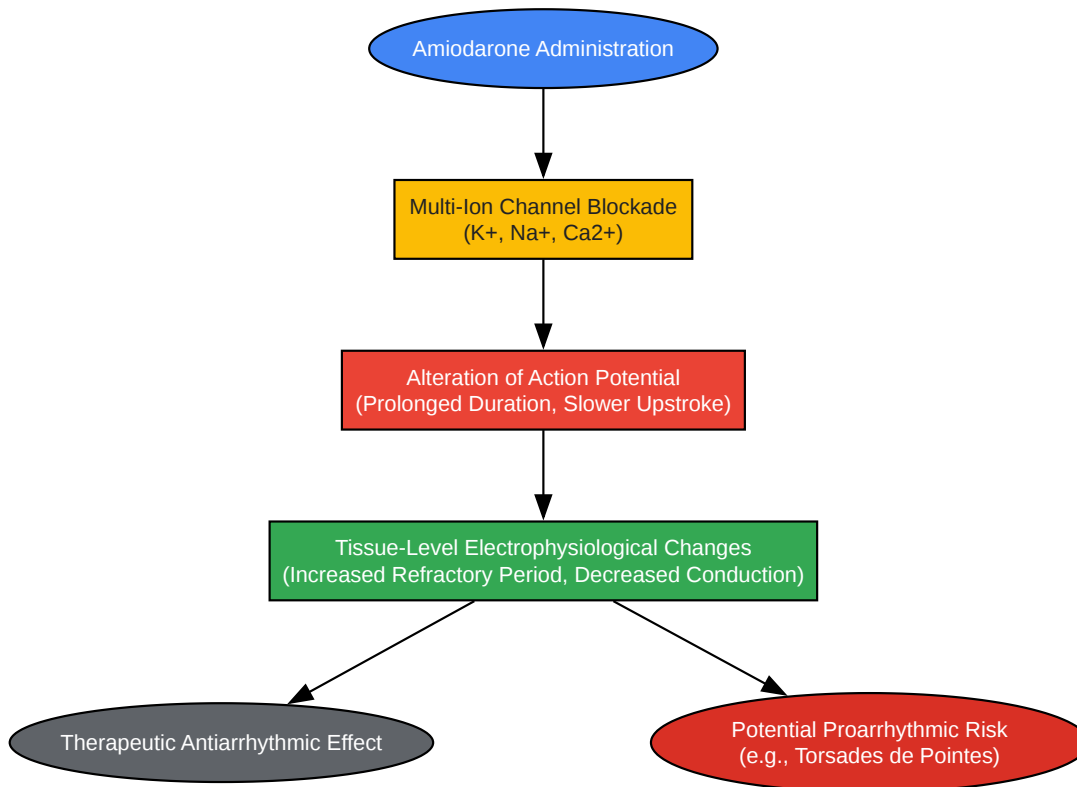 Amiodarone Administration
Multi-Ion Channel Blockade
(K+, Na+, Ca2+)
Alteration of Action Potential
(Prolonged Duration, Slower Upstroke)
Tissue-Level Electrophysiological Changes
(Increased Refractory Period, Decreased Conduction)
Therapeutic Antiarrhythmic Effect
Potential Proarrhythmic Risk
(e.g., Torsades de Pointes)